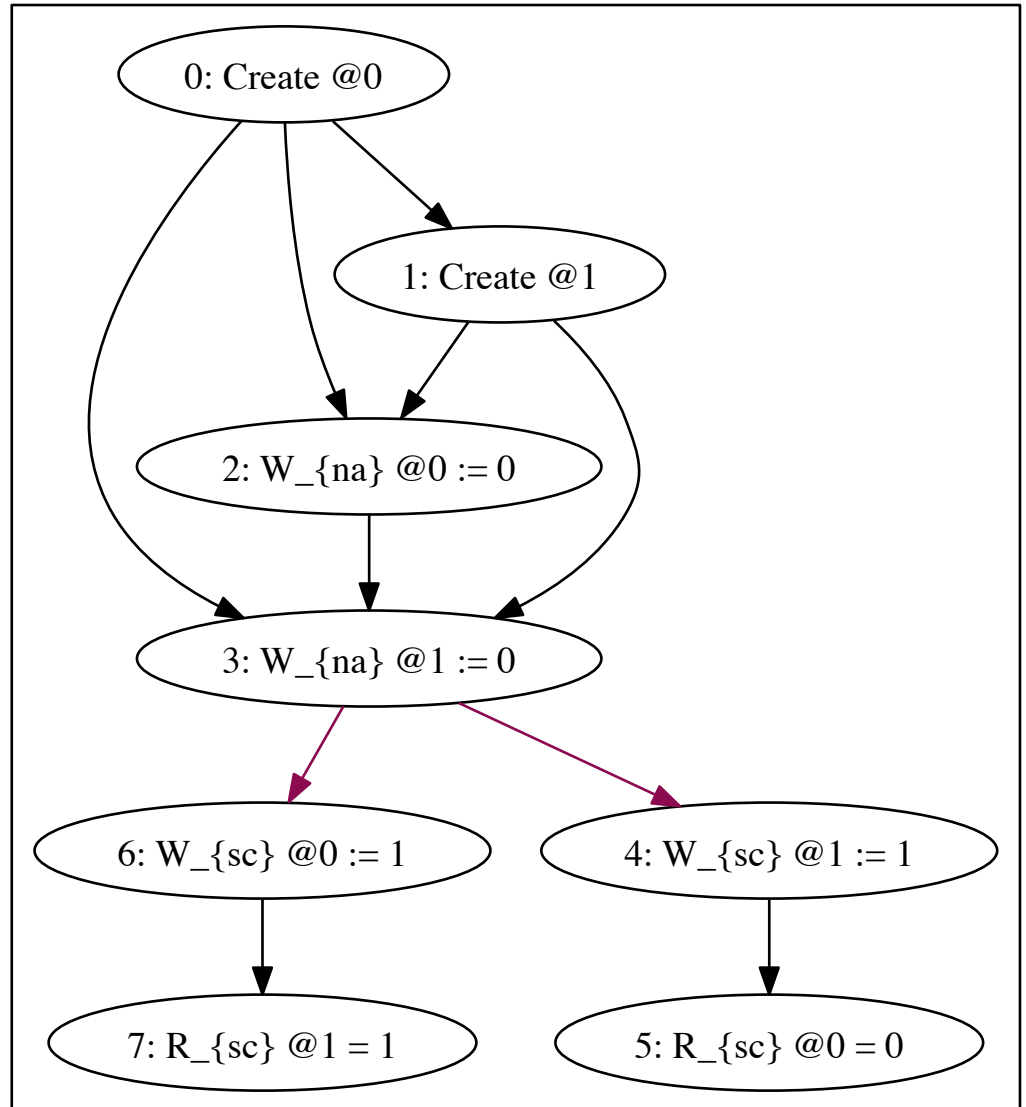 0: Create @0
1: Create @1
2: W_{na} @0 := 0
3: W_{na} @1 := 0
6: W_{sc} @0 := 1
4: W_{sc} @1 := 1
7: R_{sc} @1 = 1
5: R_{sc} @0 = 0